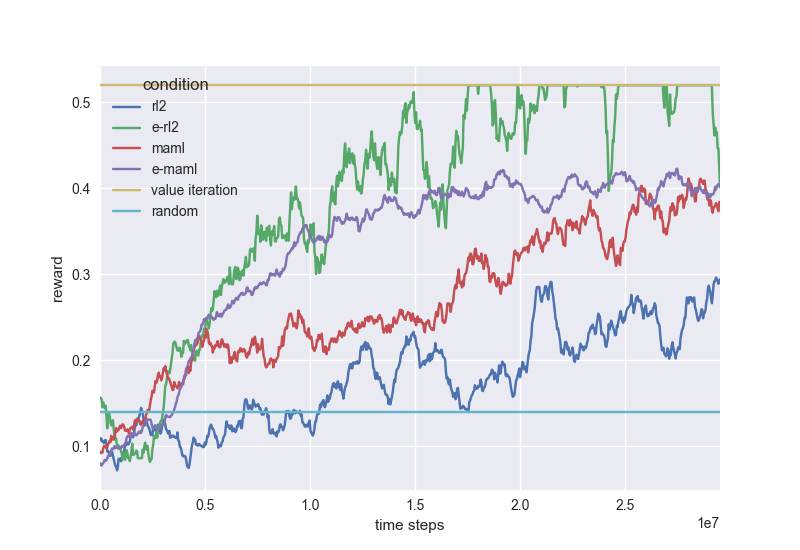 condition
rl2
e-rl2
maml
e-maml
value iteration
random
reward
0.5
0.4
0.3
0.2
0.1
0.0 0.5 1.0 1.5 2.0 2.5
1e7
time steps